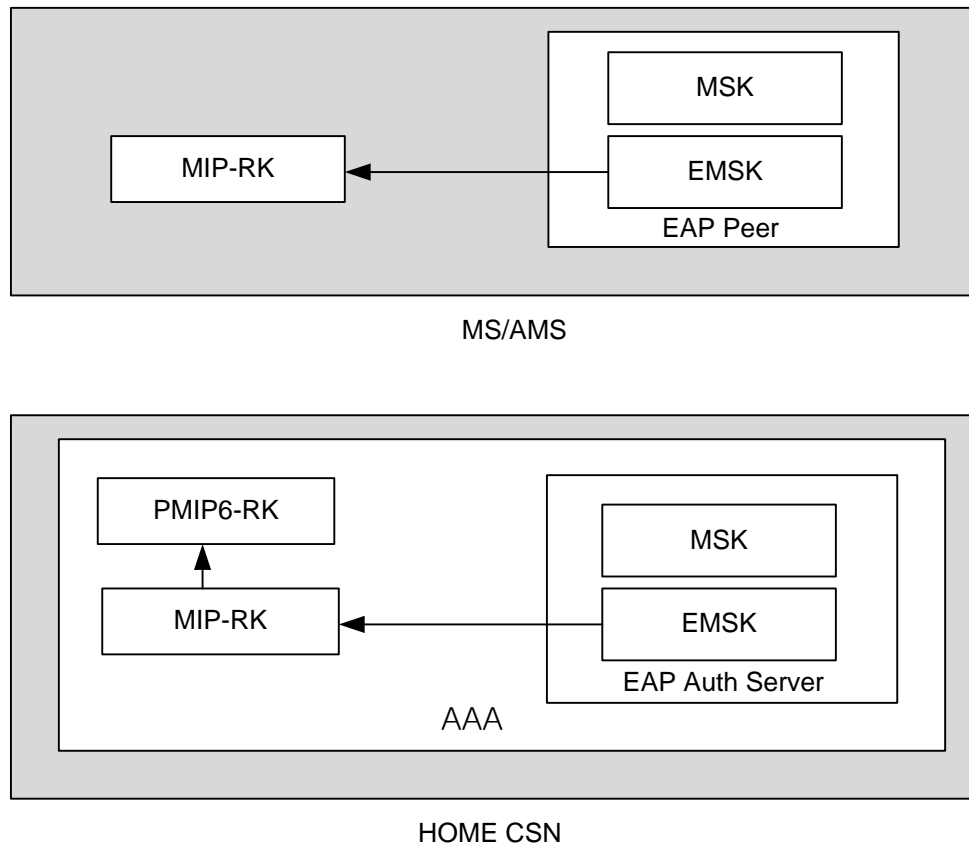 MSK
MIP-RK
EMSK
EAP Peer
MS/AMS
PMIP6-RK
MSK
MIP-RK
EMSK
EAP Auth Server
AAA
HOME CSN